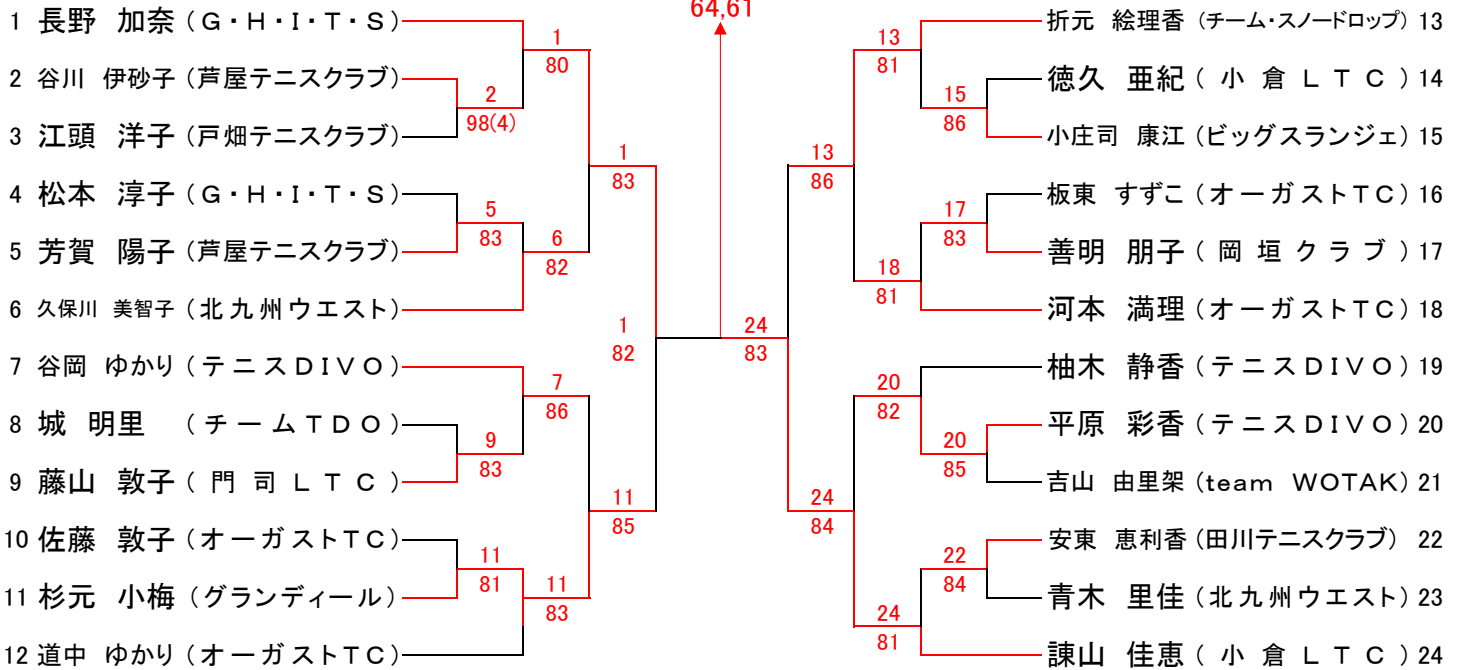 64,61
1 長野 加奈 (G・H・I・T・S)
2 谷川 伊砂子 (芦屋テニスクラブ)
3 江頭 洋子 (戸畑テニスクラブ)
4 松本 淳子 (G・H・I・T・S)
5 芳賀 陽子 (芦屋テニスクラブ)
6 久保川 美智子 (北九州ウエスト)
7 谷岡 ゆかり (テニスDIVO)
8 城 明里 (チームTDO)
9 藤山 敦子 (門司LTC)
10 佐藤 敦子 (オーガストTC)
11 杉元 小梅 (グランディール)
12 道中 ゆかり (オーガストTC)
1
80
2
98(4)
5
83
6
82
1
83
7
86
9
83
11
81
11
83
11
85
1
82
24
83
13
81
15
86
13
86
17
83
18
81
20
82
20
85
24
84
22
84
24
81
折元 絵理香 (チーム・スノードロップ) 13
徳久 亜紀 (小倉LTC) 14
小庄司 康江 (ビッグスランジェ) 15
板東 すずこ (オーガストTC) 16
善明 朋子 (岡垣クラブ) 17
河本 満理 (オーガストTC) 18
柚木 静香 (テニスDIVO) 19
平原 彩香 (テニスDIVO) 20
吉山 由里架 (team WOTAK) 21
安東 恵利香 (田川テニスクラブ) 22
青木 里佳 (北九州ウエスト) 23
諌山 佳恵 (小倉LTC) 24